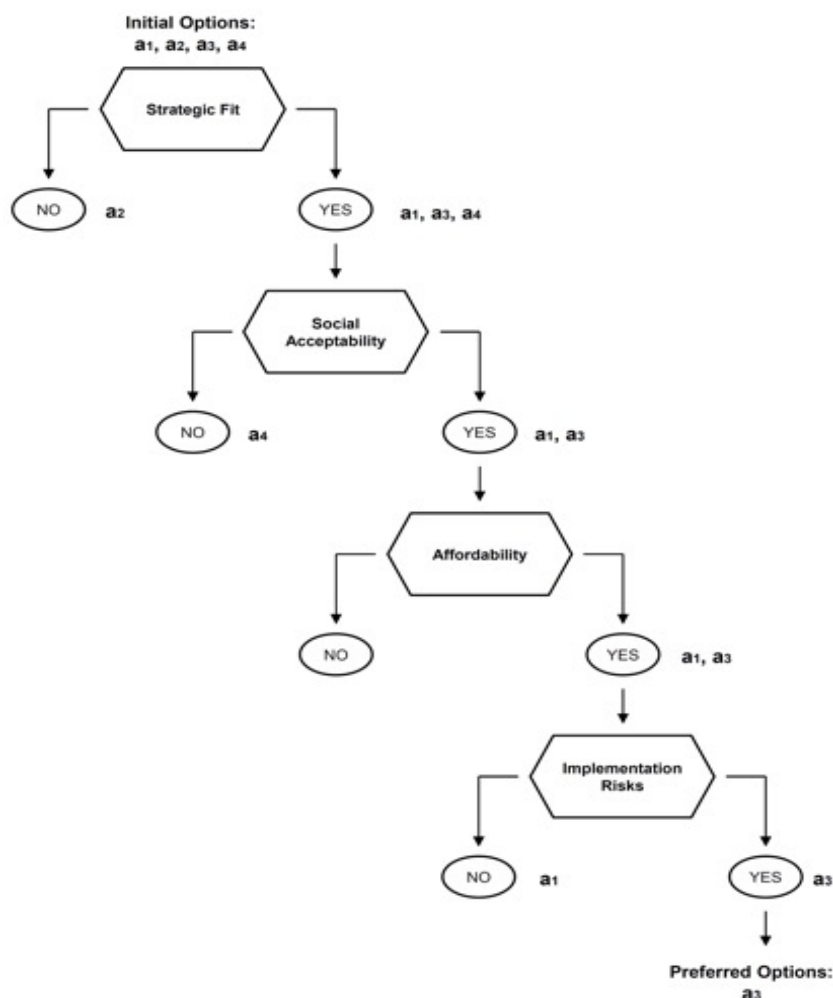 Initial Options:
a₁, a₂, a₃, a₄
Strategic Fit
NO
a₂
YES
a₁, a₃, a₄
Social
Acceptability
NO
a₄
YES
a₁, a₃
Affordability
NO
YES
a₁, a₃
Implementation
Risks
NO
a₁
YES
a₃
Preferred Options:
a₃